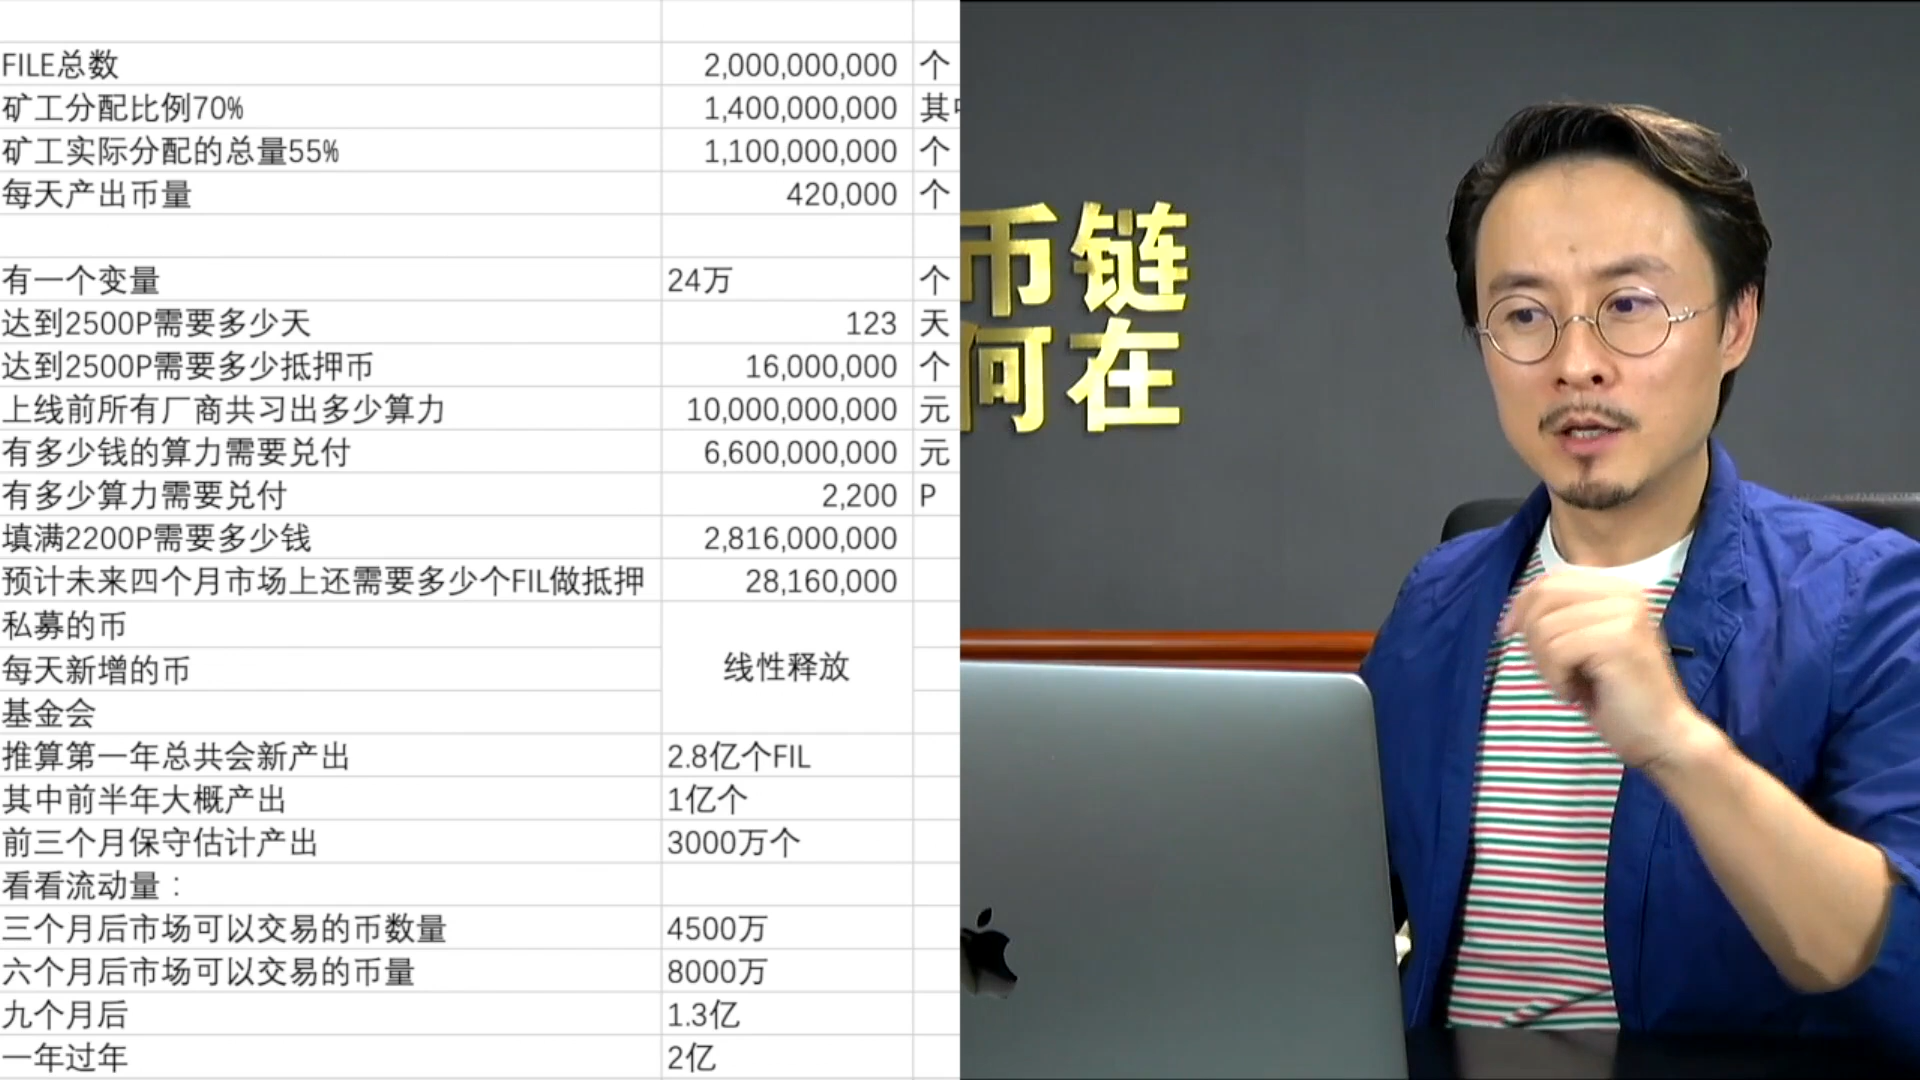 FILE总数 2,000,000,000 个
矿工分配比例70% 1,400,000,000 其中
矿工实际分配的总量55% 1,100,000,000 个
每天产出币量 420,000 个
有一个变量 24万 个
达到2500P需要多少天 123 天
达到2500P需要多少抵押币 16,000,000 个
上线前所有厂商共习出多少算力 10,000,000,000 元
有多少钱的算力需要兑付 6,600,000,000 元
有多少算力需要兑付 2,200 P
填满2200P需要多少钱 2,816,000,000
预计未来四个月市场上还需要多少个FIL做抵押 28,160,000
私募的币
每天新增的币 线性释放
基金会
推算第一年总共会新产出 2.8亿个FIL
其中前半年大概产出 1亿个
前三个月保守估计产出 3000万个
看看流动量：
三个月后市场可以交易的币数量 4500万
六个月后市场可以交易的币量 8000万
九个月后 1.3亿
一年过年 2亿
币链
何在